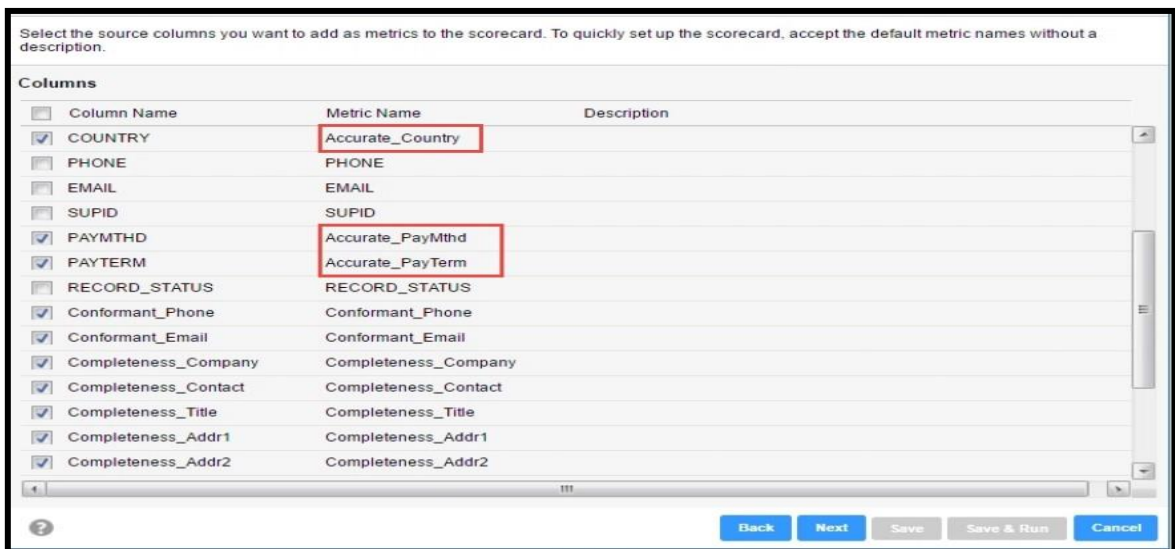 Select the source columns you want to add as metrics to the scorecard. To quickly set up the scorecard, accept the default metric names without a
description.
Columns
Column Name Metric Name Description
COUNTRY Accurate_Country
PHONE PHONE
EMAIL EMAIL
SUPID SUPID
PAYMTHD Accurate_PayMthd
PAYTERM Accurate_PayTerm
RECORD_STATUS RECORD_STATUS
Conformant_Phone Conformant_Phone
Conformant_Email Conformant_Email
Completeness_Company Completeness_Company
Completeness_Contact Completeness_Contact
Completeness_Title Completeness_Title
Completeness_Addr1 Completeness_Addr1
Completeness_Addr2 Completeness_Addr2
? Back Next Save Save & Run Cancel